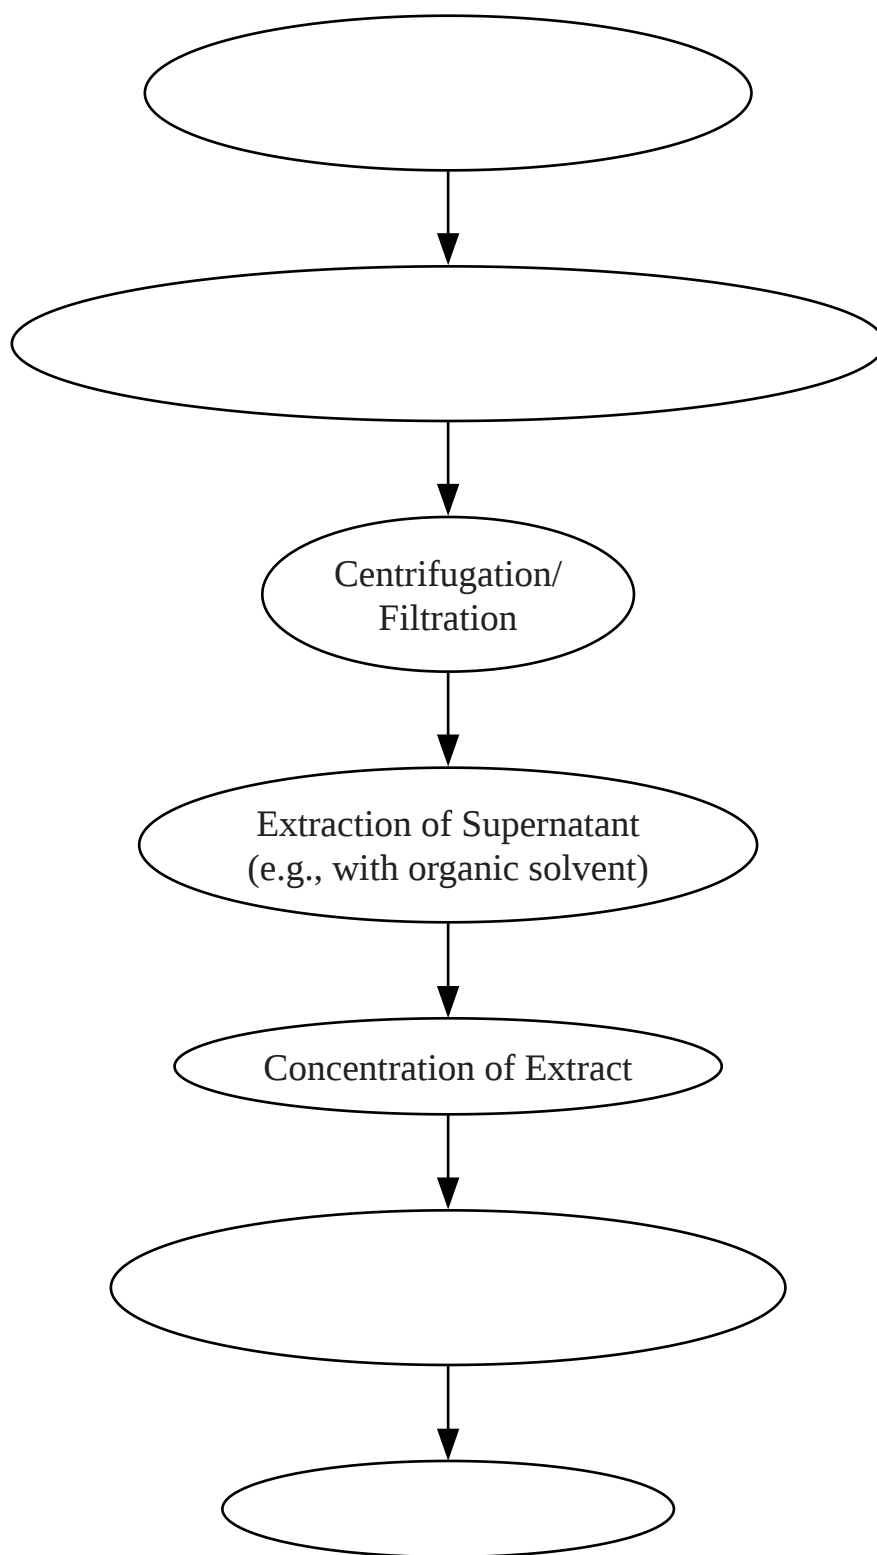 Centrifugation/
Filtration
Extraction of Supernatant
(e.g., with organic solvent)
Concentration of Extract